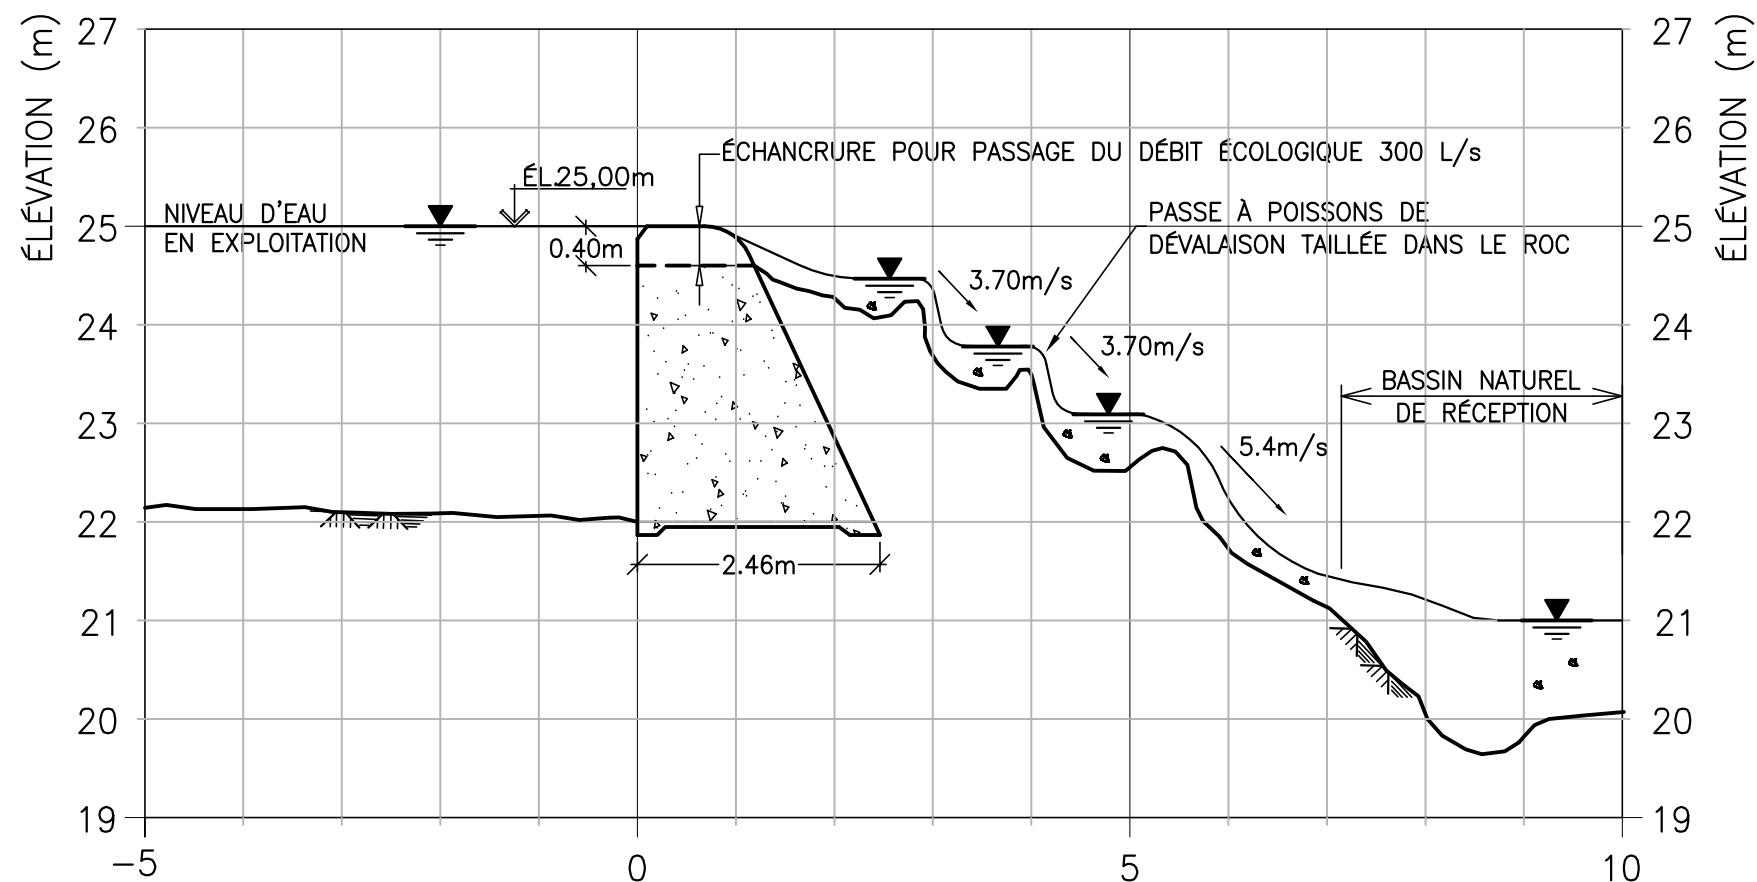 ÉLÉVATION (m)
27
26
25
24
23
22
21
20
19
-5
0
5
10
ÉCHANCRURE POUR PASSAGE DU DÉBIT ÉCOLOGIQUE 300 L/s
ÉL.25,00m
NIVEAU D'EAU
EN EXPLOITATION
0.40m
PASSE À POISSONS DE
DÉVALAISON TAILLÉE DANS LE ROC
3.70m/s
3.70m/s
BASSIN NATUREL
DE RÉCEPTION
5.4m/s
2.46m
27
26
25
24
23
22
21
20
19
ÉLÉVATION (m)